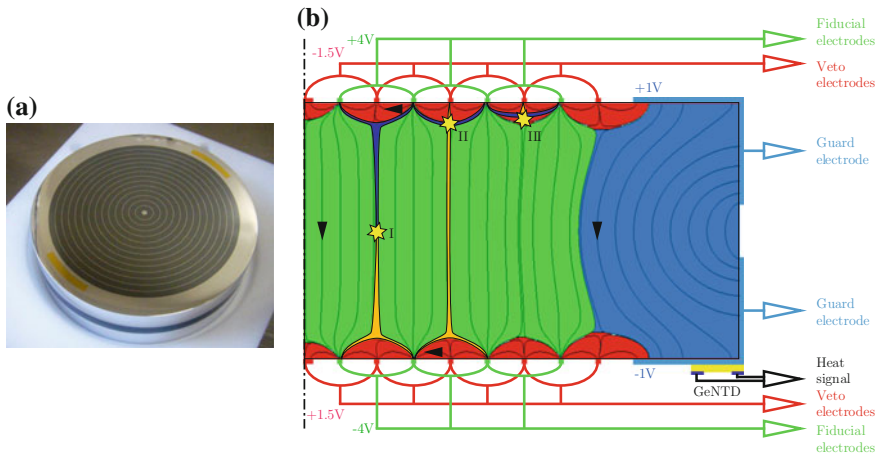 (b)
Fiducial
electrodes
+4V
-1.5V
Veto
electrodes
(a)
+1V
Guard
electrode
II
III
I
Guard
electrode
-1V
Heat
signal
GeNTD
Veto
electrodes
+1.5V
-4V
Fiducial
electrodes